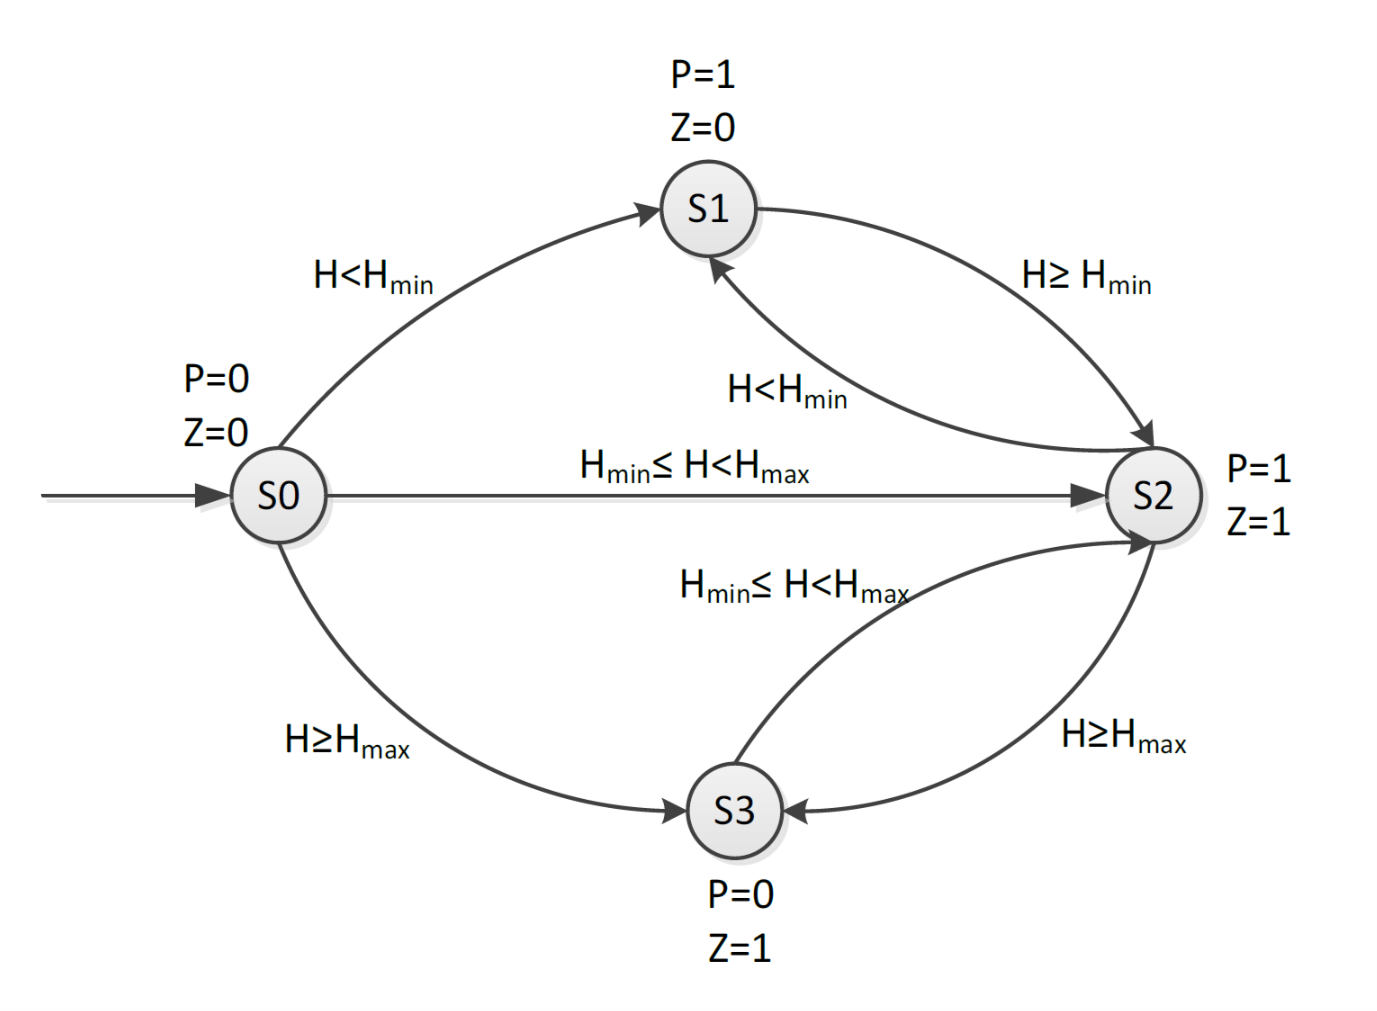 P=1
Z=0
S1
H<Hmin
H≥ Hmin
P=0
Z=0
H<Hmin
Hmin≤ H<Hmax
S0
S2
P=1
Z=1
Hmin≤ H<Hmax
H≥Hmax
H≥Hmax
S3
P=0
Z=1